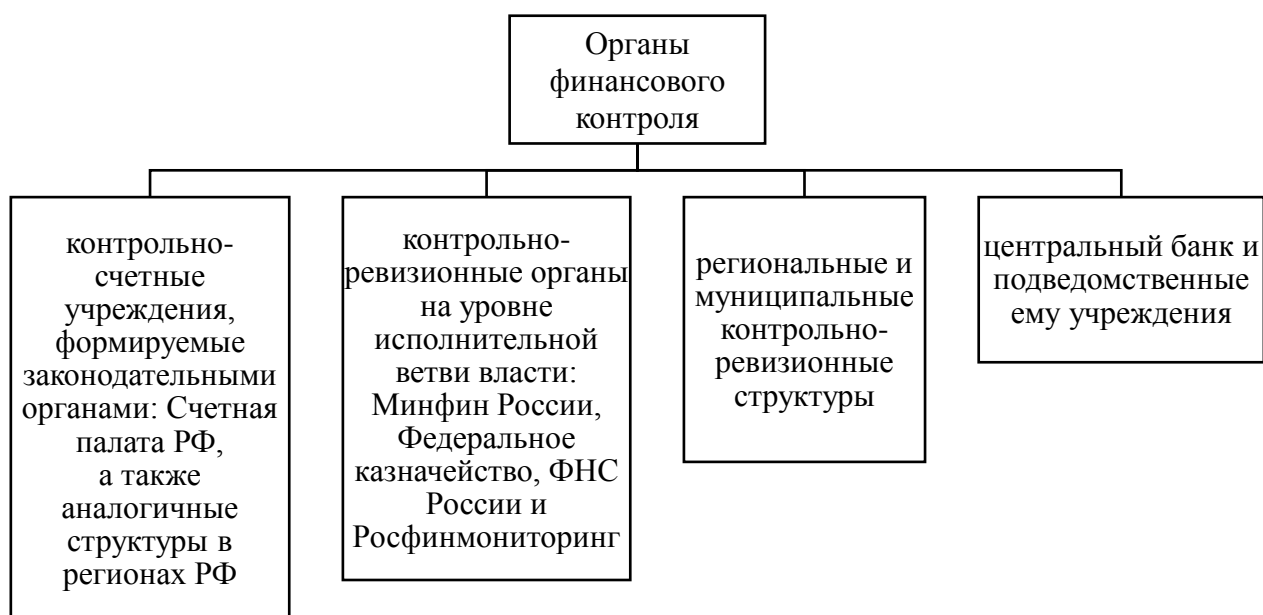 Органы
финансового
контроля
контрольно-
счетные
учреждения,
формируемые
законодательными
органами: Счетная
палата РФ,
а также
аналогичные
структуры в
регионах РФ
контрольно-
ревизионные органы
на уровне
исполнительной
ветви власти:
Минфин России,
Федеральное
казначейство, ФНС
России и
Росфинмониторинг
региональные и
муниципальные
контрольно-
ревизионные
структуры
центральный банк и
подведомственные
ему учреждения